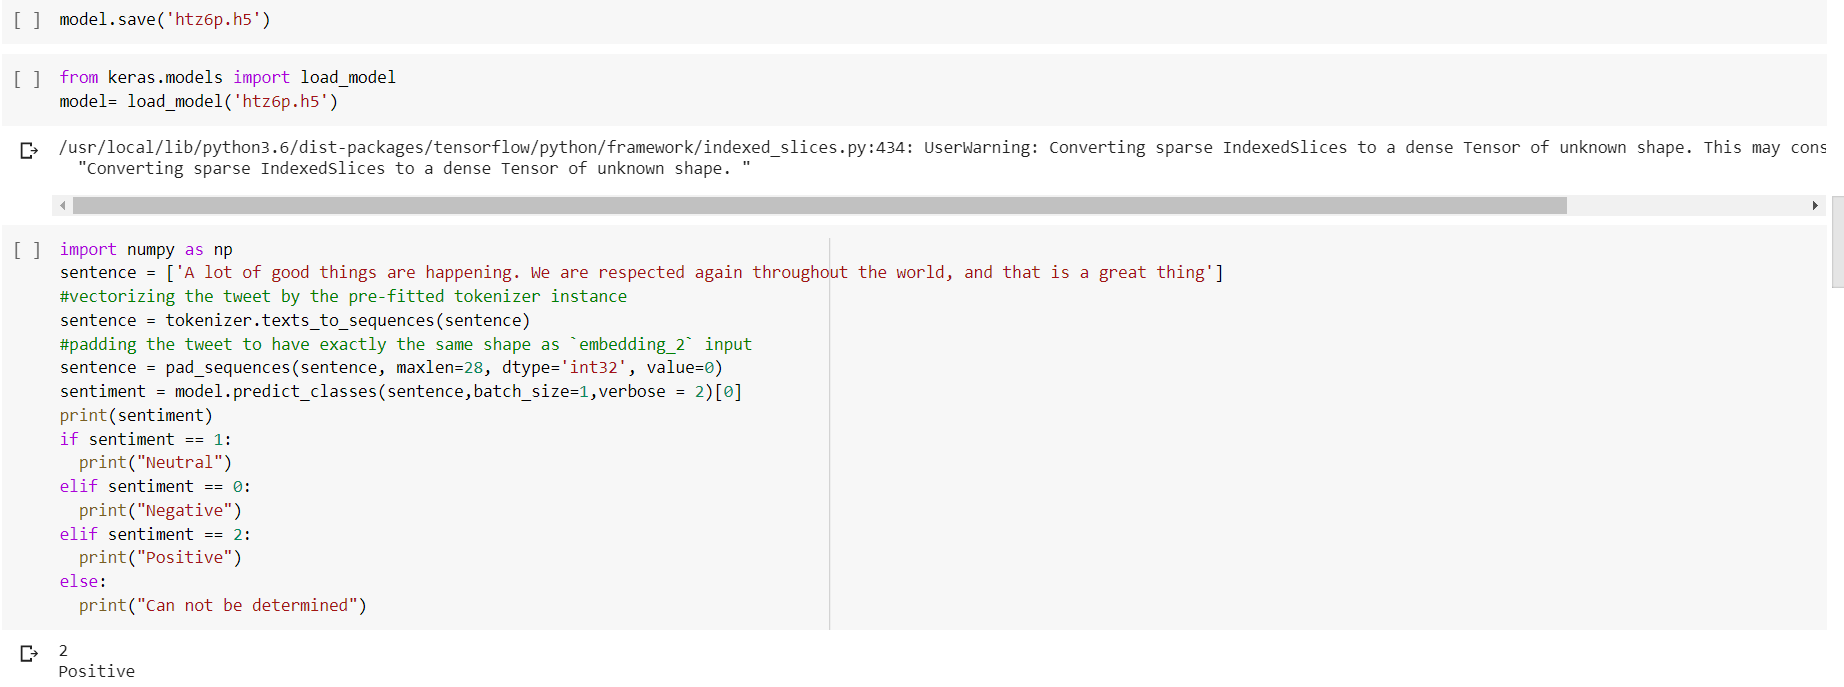 [ ] model.save('htz6p.h5')
[ ] from keras.models import load_model
model= load_model('htz6p.h5')
/usr/local/lib/python3.6/dist-packages/tensorflow/python/framework/indexed_slices.py:434: UserWarning: Converting sparse IndexedSlices to a dense Tensor of unknown shape. This may cons
"Converting sparse IndexedSlices to a dense Tensor of unknown shape. "
[ ] import numpy as np
sentence = ['A lot of good things are happening. We are respected again throughout the world, and that is a great thing']
#vectorizing the tweet by the pre-fitted tokenizer instance
sentence = tokenizer.texts_to_sequences(sentence)
#padding the tweet to have exactly the same shape as `embedding_2` input
sentence = pad_sequences(sentence, maxlen=28, dtype='int32', value=0)
sentiment = model.predict_classes(sentence,batch_size=1,verbose = 2)[0]
print(sentiment)
if sentiment == 1:
  print("Neutral")
elif sentiment == 0:
  print("Negative")
elif sentiment == 2:
  print("Positive")
else:
  print("Can not be determined")
2
Positive